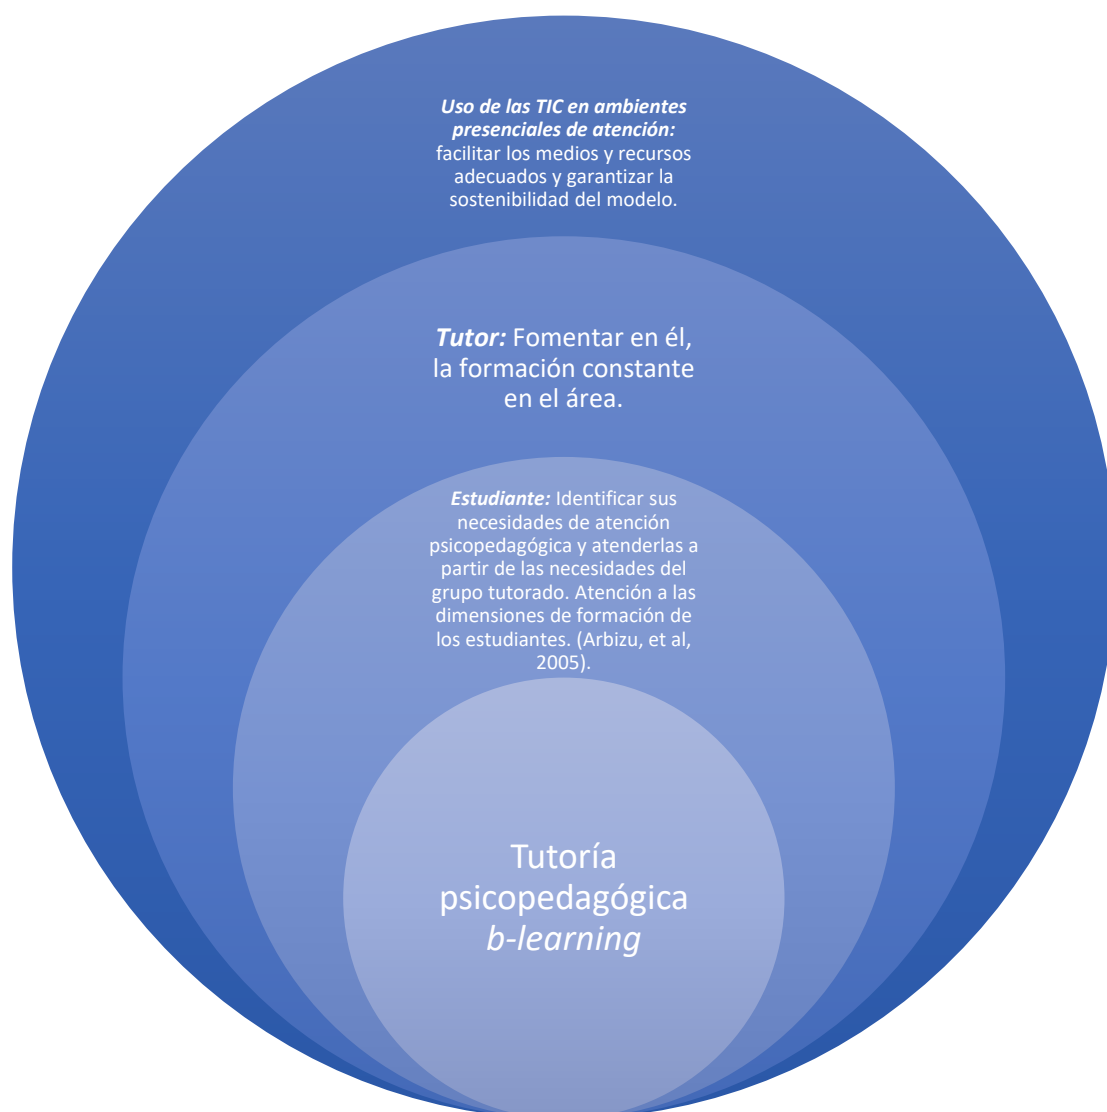 Uso de las TIC en ambientes
presenciales de atención:
facilitar los medios y recursos
adecuados y garantizar la
sostenibilidad del modelo.
Tutor: Fomentar en él,
la formación constante
en el área.
Estudiante: Identificar sus
necesidades de atención
psicopedagógica y atenderlas a
partir de las necesidades del
grupo tutorado. Atención a las
dimensiones de formación de
los estudiantes. (Arbizu, et al,
2005).
Tutoría
psicopedagógica
b-learning